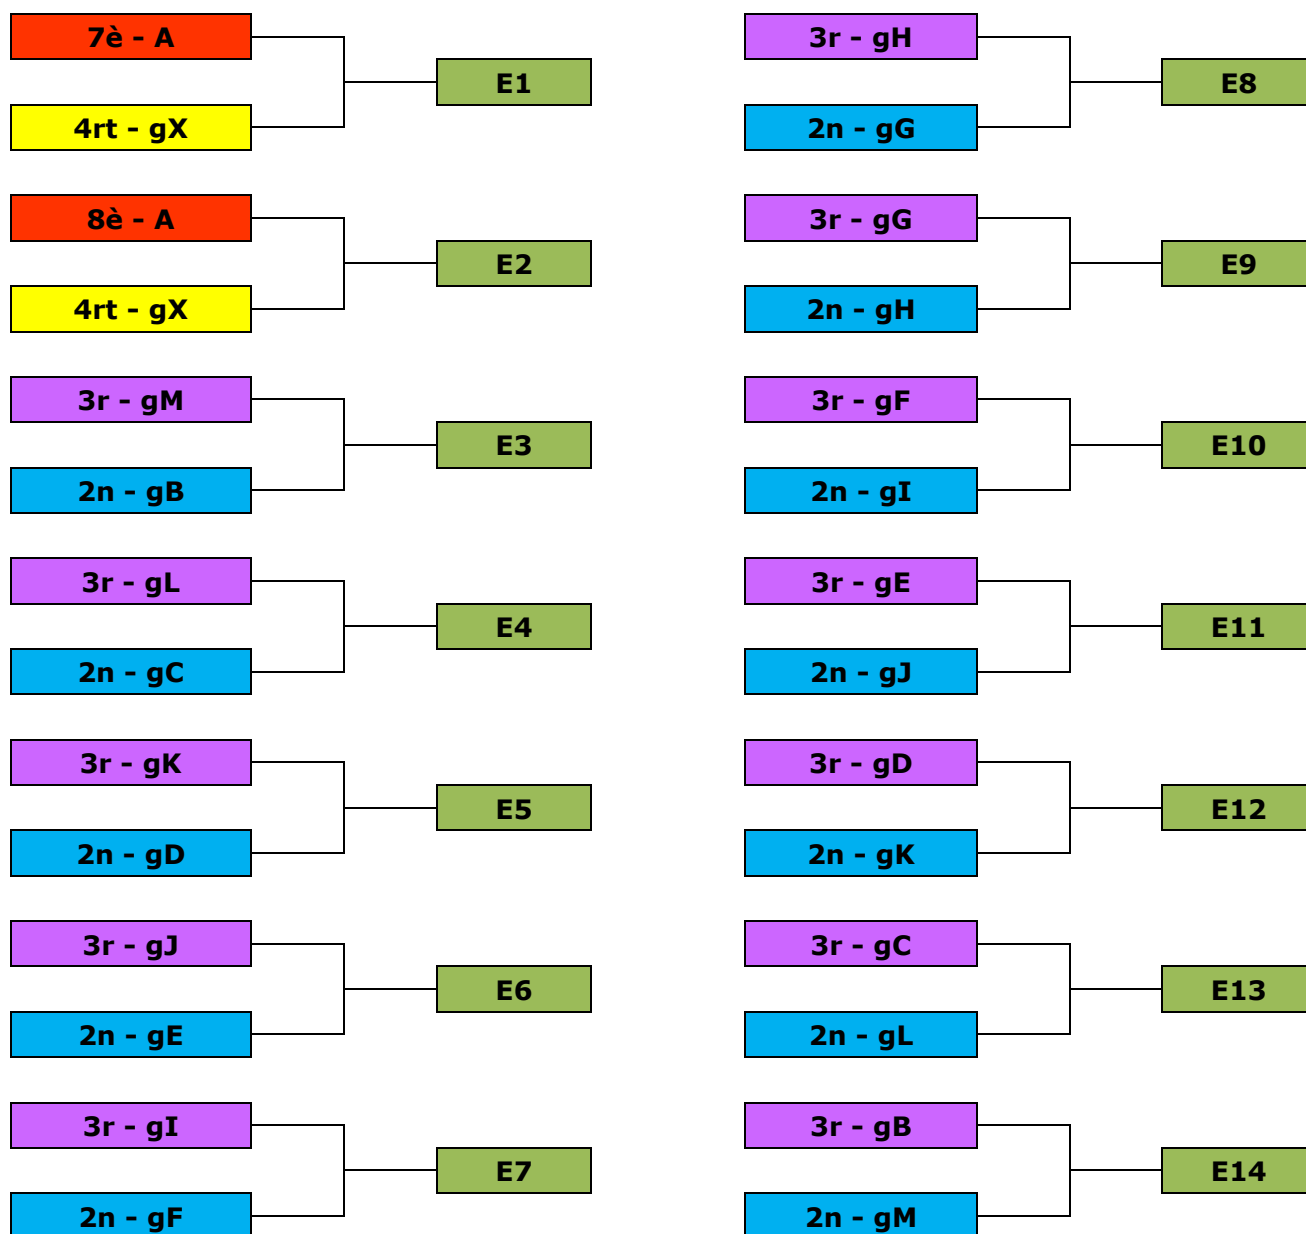 7è - A
E1
4rt - gX
8è - A
E2
4rt - gX
3r - gM
E3
2n - gB
3r - gL
E4
2n - gC
3r - gK
E5
2n - gD
3r - gJ
E6
2n - gE
3r - gI
E7
2n - gF
3r - gH
E8
2n - gG
3r - gG
E9
2n - gH
3r - gF
E10
2n - gI
3r - gE
E11
2n - gJ
3r - gD
E12
2n - gK
3r - gC
E13
2n - gL
3r - gB
E14
2n - gM